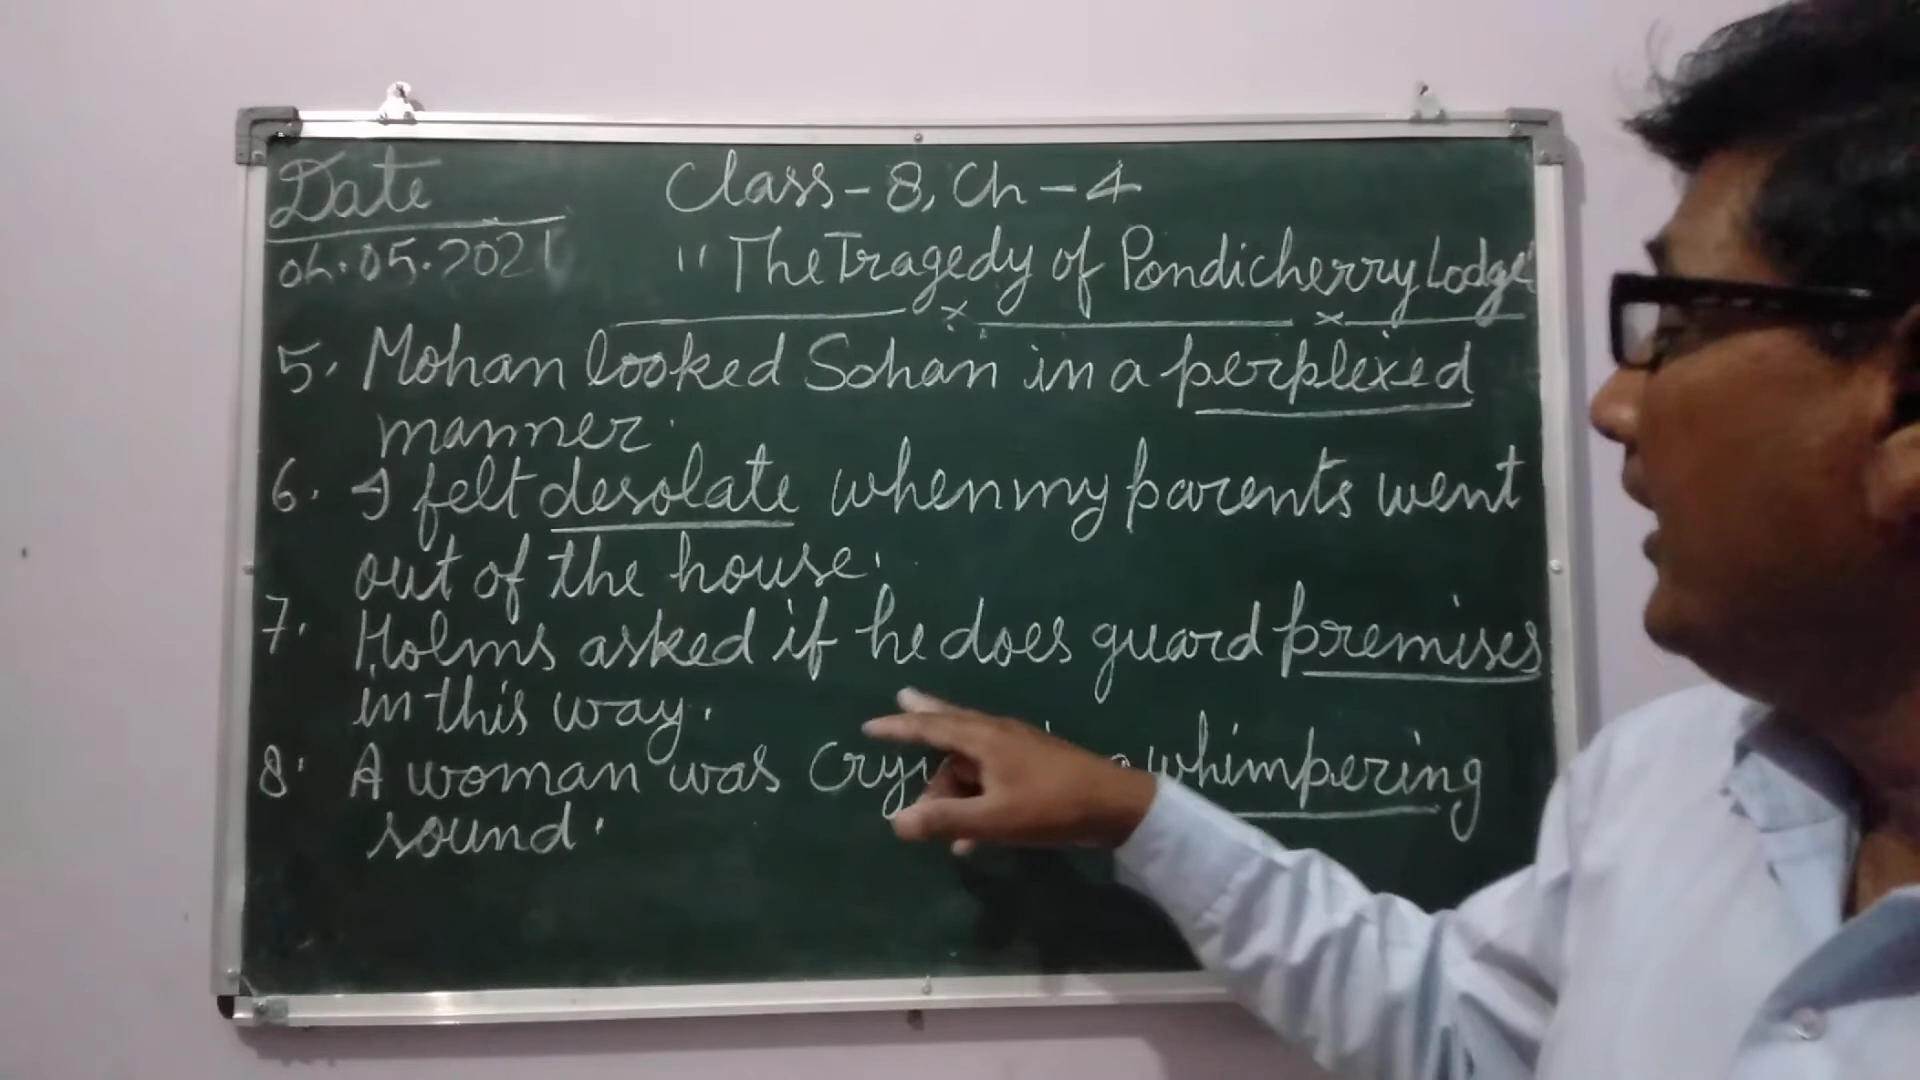 Date
Class - 8, Ch - 4
04.05.2021
"The Tragedy of Pondicherry Lodge"
5. Mohan looked Sohan in a perplexed
manner.
6. I felt desolate when my parents went
out of the house.
7. Holms asked if he does guard premises
in this way.
8. A woman was whimpering
sound.